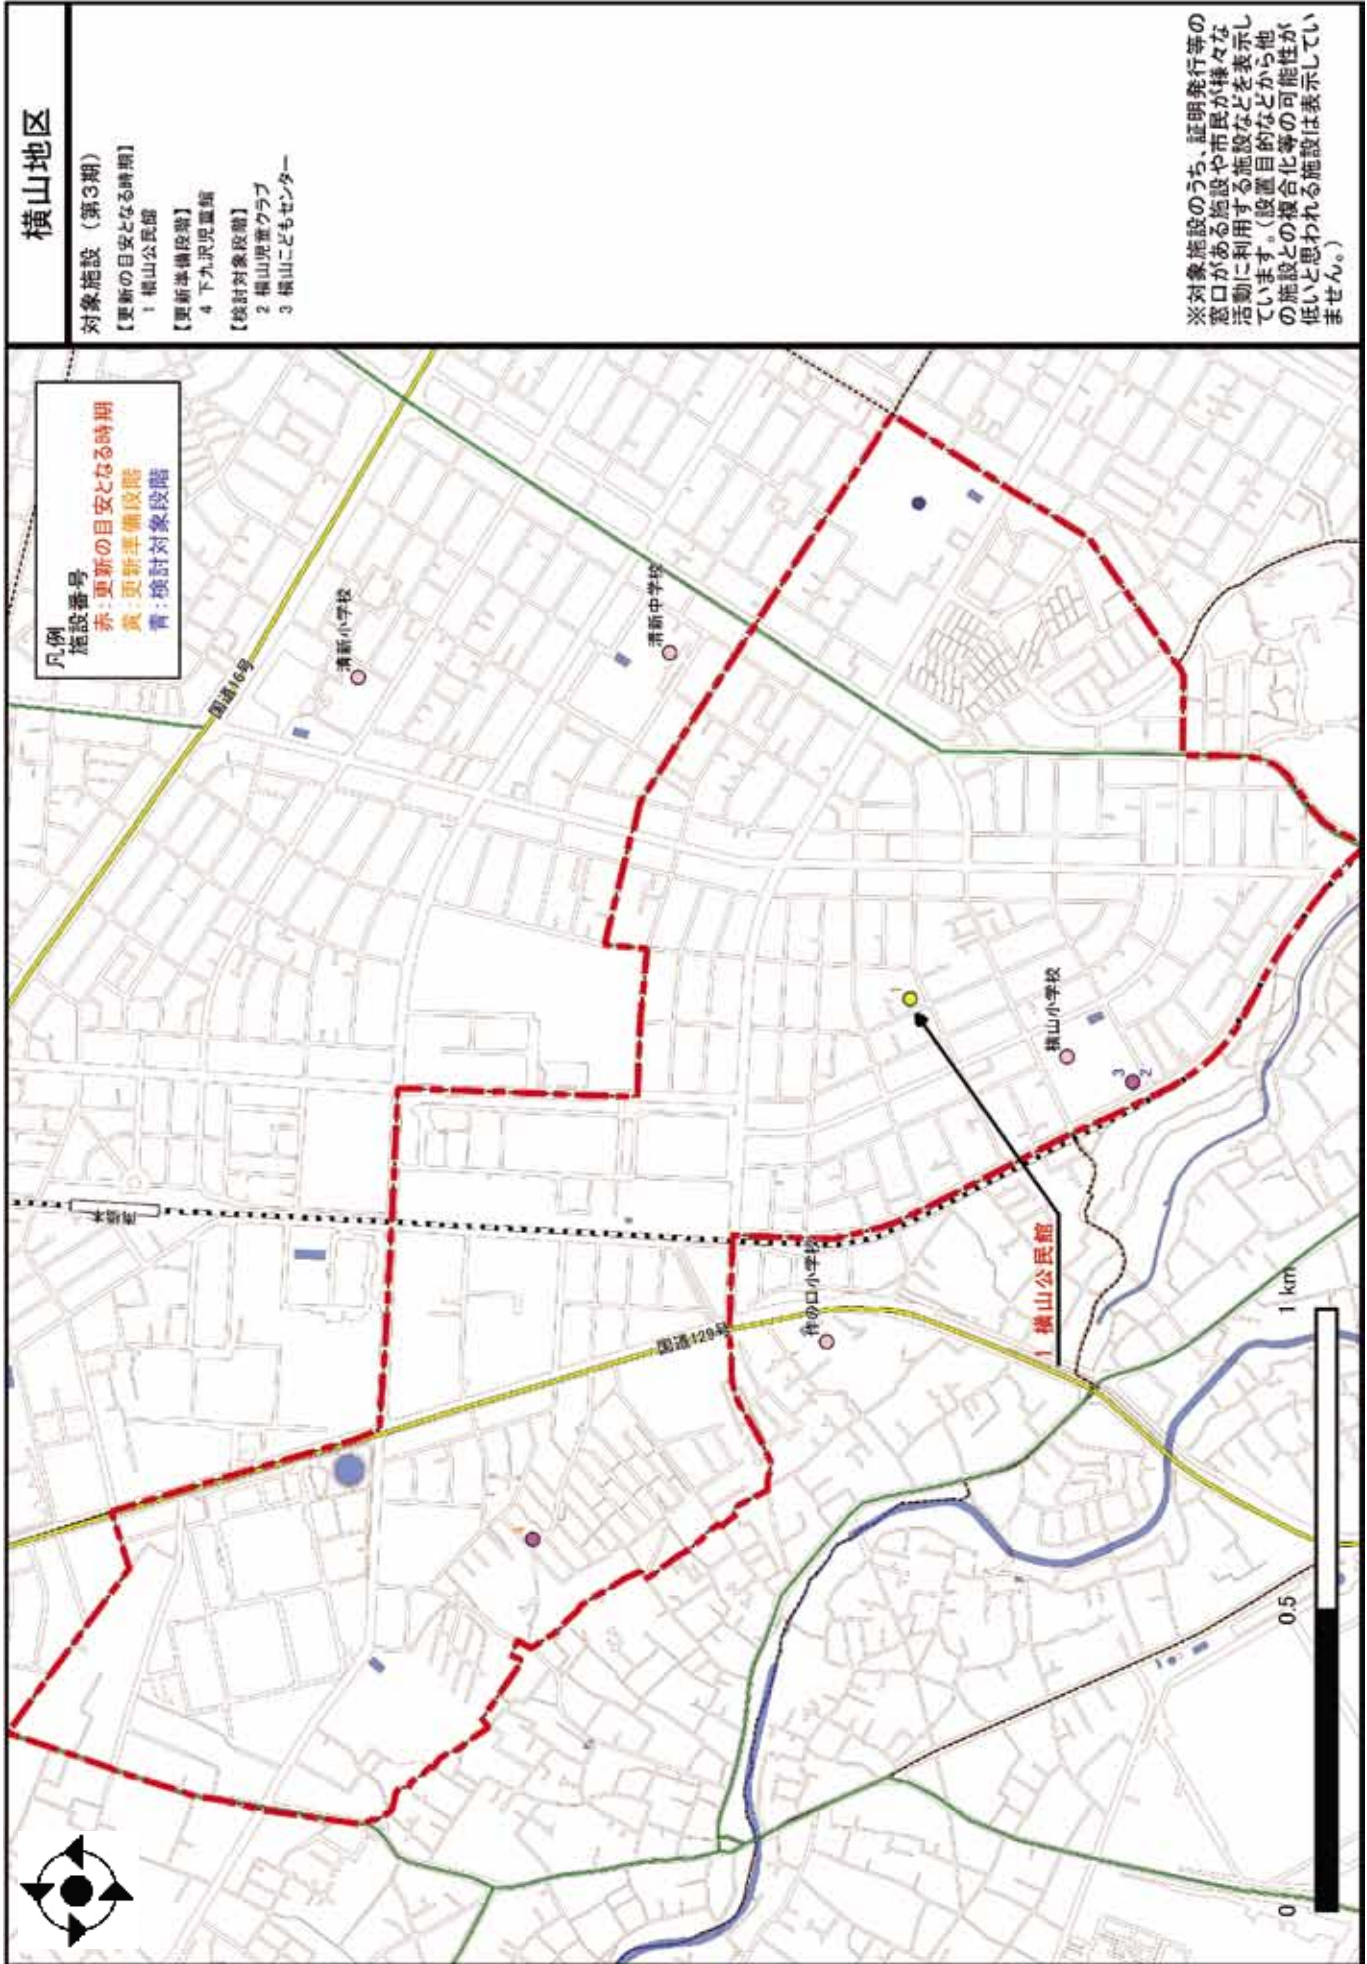 横山地区
対象施設（第3期）
【更新の目安となる時期】
1 横山公民館
【更新準備段階】
4 下九沢児童館
【検討対象段階】
2 横山児童クラブ
3 横山こどもセンター
※対象施設のうち、証明発行等の
窓口がある施設や市民が様々な
活動に利用する施設などを表示し
ています。（設置目的などから他
の施設との複合化等の可能性が
低いと思われる施設は表示してい
ません。）
凡例
施設番号
赤：更新の目安となる時期
黄：更新準備段階
青：検討対象段階
国道16号
清新小学校
清新中学校
南橋本
国道129号
作の口小学校
横山小学校
1
3
2
4
1 横山公民館
0
0.5
1 km